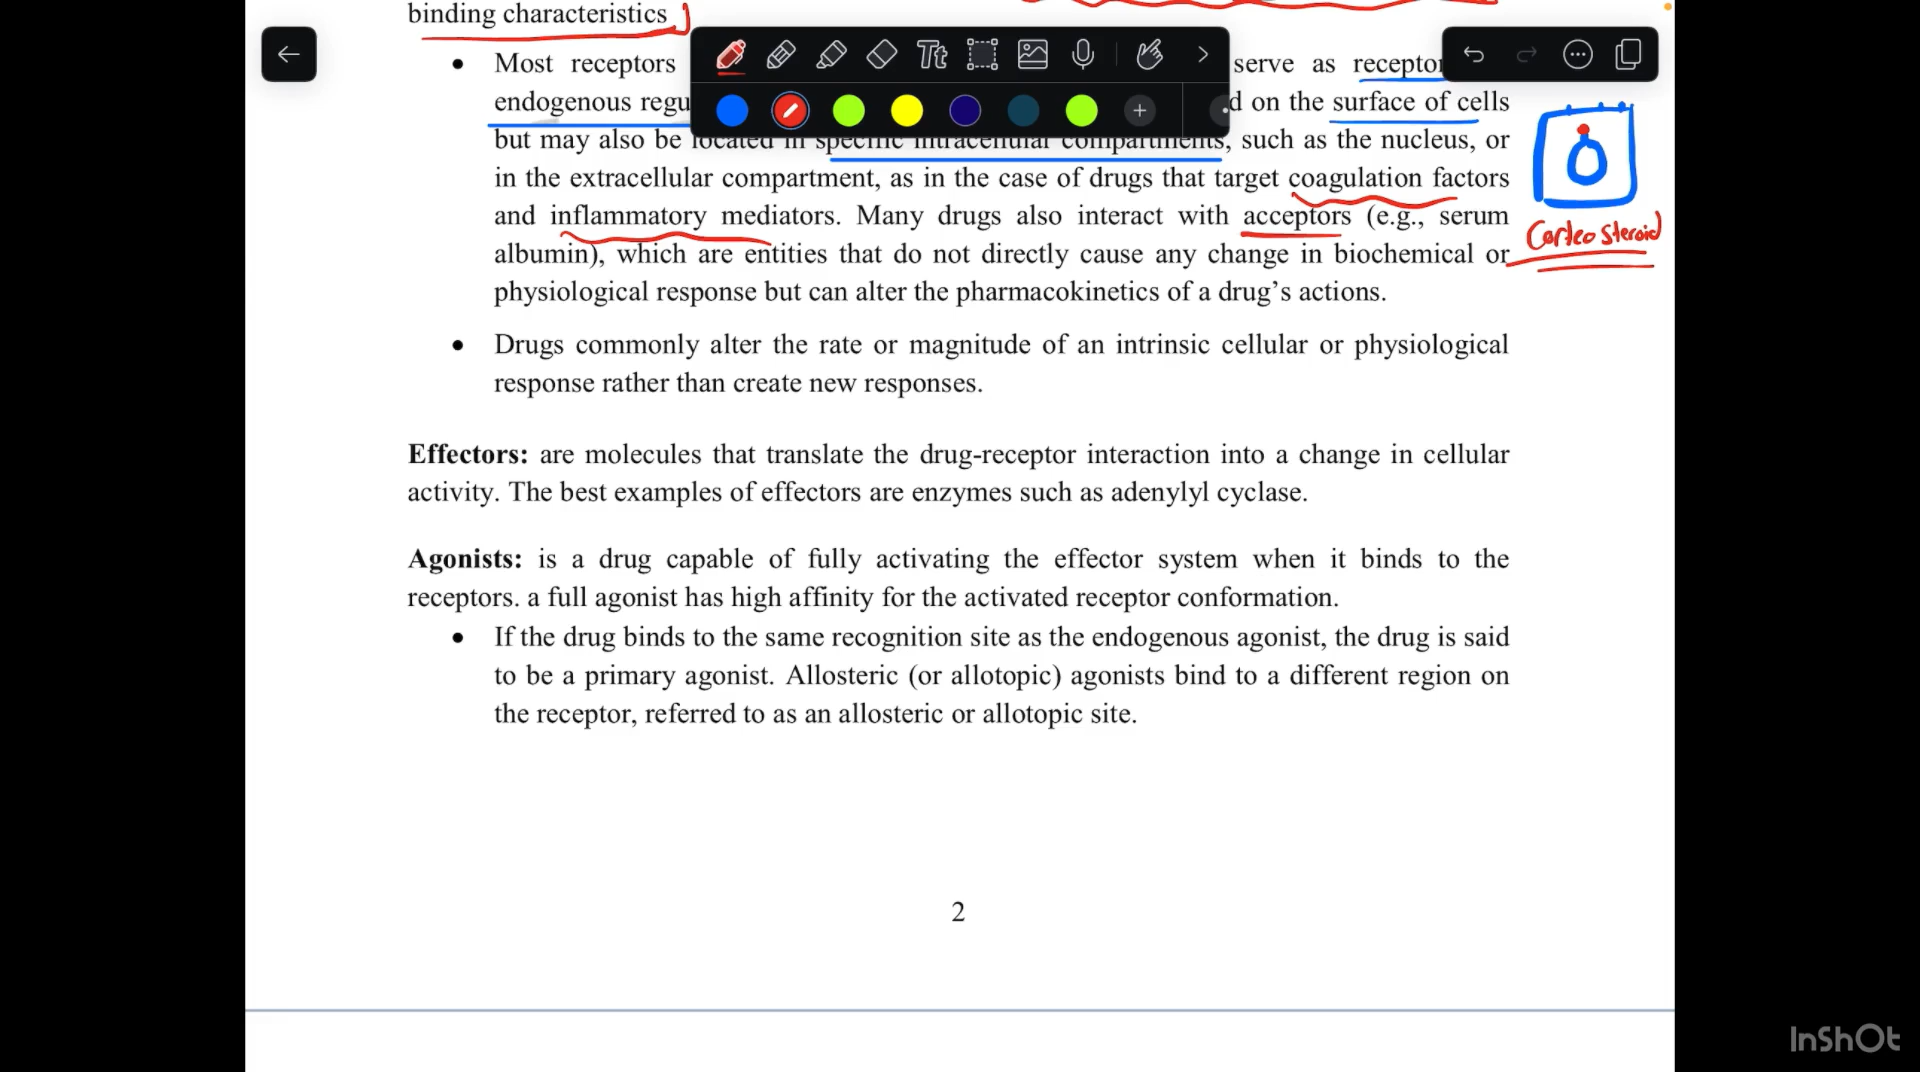 binding characteristics
Most receptors serve as receptor
endogenous regu d on the surface of cells
but may also be located in specific intracellular compartments, such as the nucleus, or
in the extracellular compartment, as in the case of drugs that target coagulation factors
and inflammatory mediators. Many drugs also interact with acceptors (e.g., serum
albumin), which are entities that do not directly cause any change in biochemical or
physiological response but can alter the pharmacokinetics of a drug’s actions.
Corteo steroid
Drugs commonly alter the rate or magnitude of an intrinsic cellular or physiological
response rather than create new responses.
Effectors: are molecules that translate the drug-receptor interaction into a change in cellular
activity. The best examples of effectors are enzymes such as adenylyl cyclase.
Agonists: is a drug capable of fully activating the effector system when it binds to the
receptors. a full agonist has high affinity for the activated receptor conformation.
If the drug binds to the same recognition site as the endogenous agonist, the drug is said
to be a primary agonist. Allosteric (or allotopic) agonists bind to a different region on
the receptor, referred to as an allosteric or allotopic site.
2
Tt
InShOt